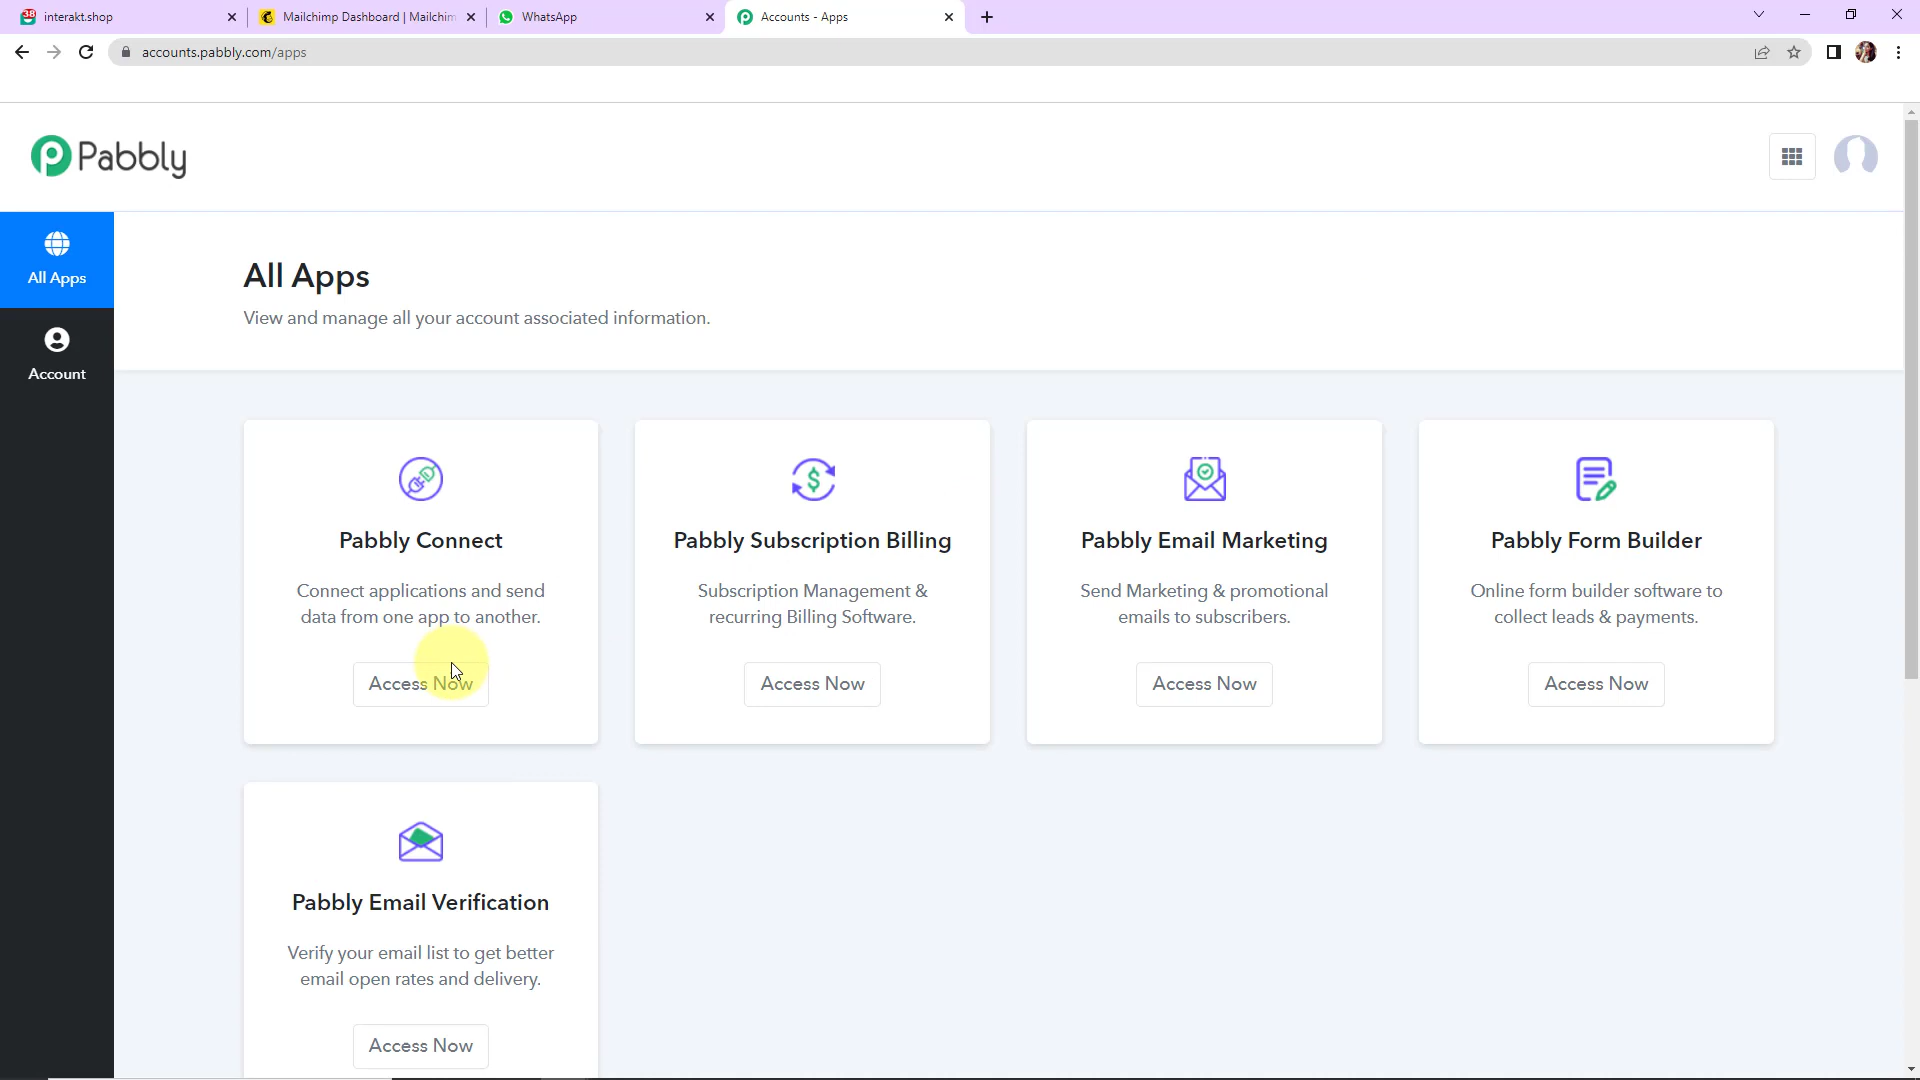 interakt.shop
Mailchimp Dashboard | Mailchim
WhatsApp
Accounts - Apps
accounts.pabbly.com/apps
Pabbly
All Apps
Account
All Apps
View and manage all your account associated information.
Pabbly Connect
Connect applications and send
data from one app to another.
Access Now
Pabbly Subscription Billing
Subscription Management &
recurring Billing Software.
Access Now
Pabbly Email Marketing
Send Marketing & promotional
emails to subscribers.
Access Now
Pabbly Form Builder
Online form builder software to
collect leads & payments.
Access Now
Pabbly Email Verification
Verify your email list to get better
email open rates and delivery.
Access Now